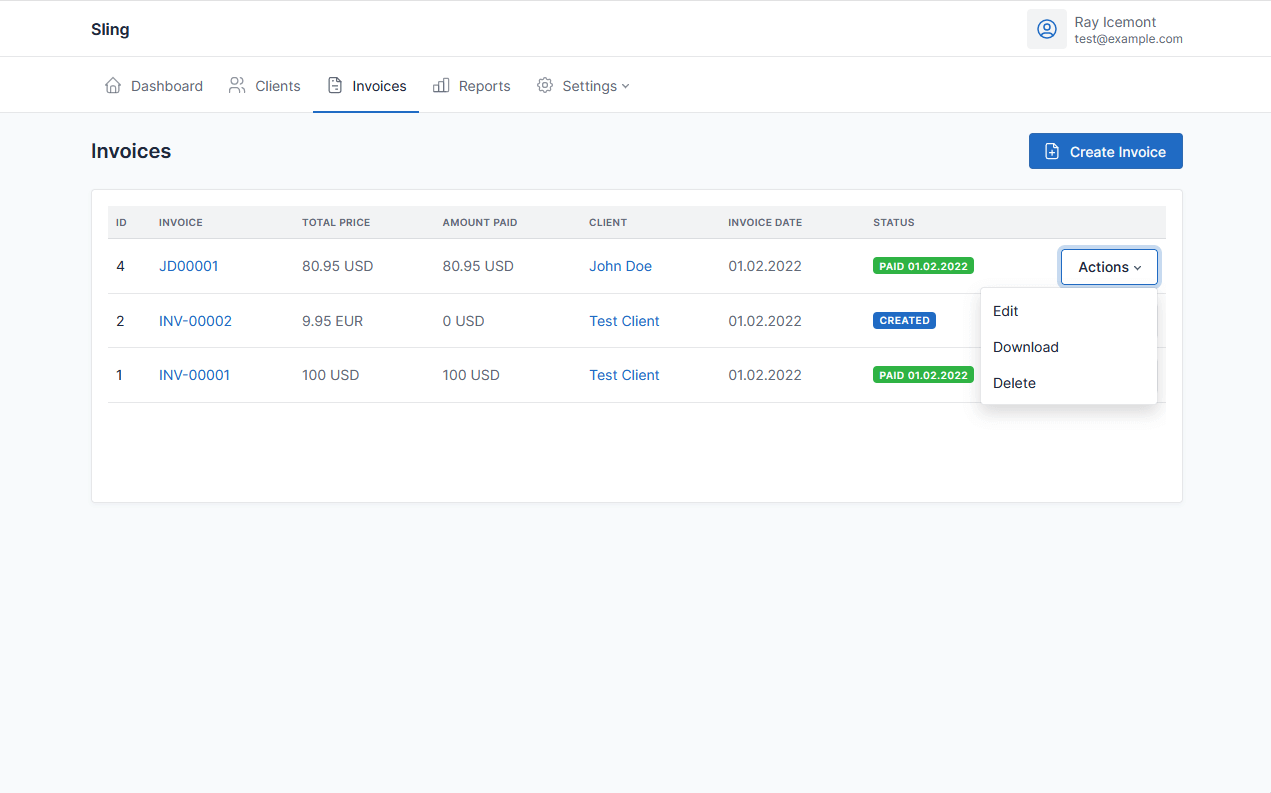 Sling
Ray Icemont
test@example.com
Dashboard Clients Invoices Reports Settings
Invoices
Create Invoice
ID INVOICE TOTAL PRICE AMOUNT PAID CLIENT INVOICE DATE STATUS
4 JD00001 80.95 USD 80.95 USD John Doe 01.02.2022 PAID 01.02.2022 Actions
Edit
2 INV-00002 9.95 EUR 0 USD Test Client 01.02.2022 CREATED
Download
1 INV-00001 100 USD 100 USD Test Client 01.02.2022 PAID 01.02.2022
Delete